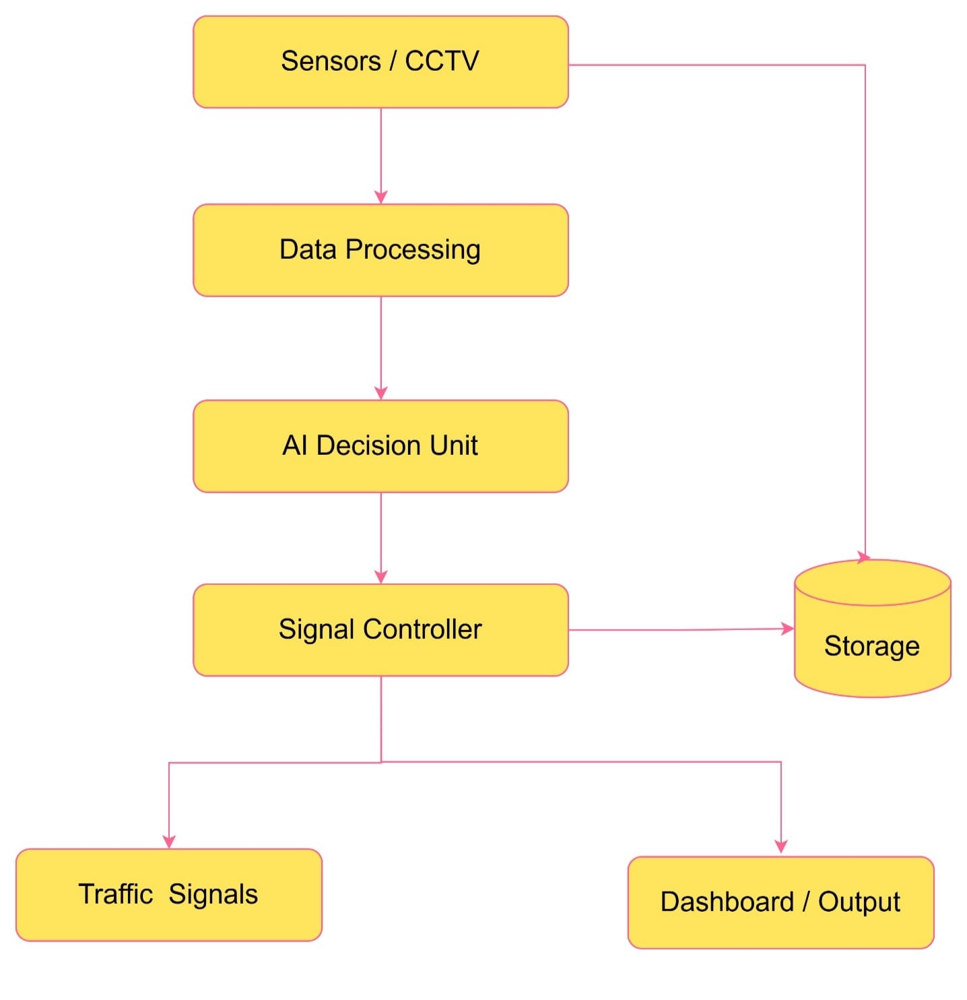 Sensors / CCTV
Data Processing
AI Decision Unit
Signal Controller
Storage
Traffic  Signals
Dashboard / Output